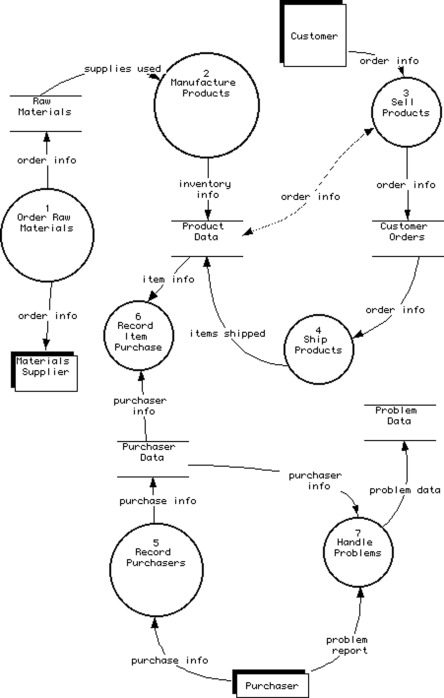 Customer
supplies used
order info
2
Manufacture
Products
3
Sell
Products
Raw
Materials
order info
inventory
info
order info
order info
1
Order Raw
Materials
Product
Data
Customer
Orders
item info
order info
order info
6
Record
Item
Purchase
items shipped
4
Ship
Products
Materials
Supplier
purchaser
info
Problem
Data
Purchaser
Data
purchaser
info
problem data
purchase info
5
Record
Purchasers
7
Handle
Problems
problem
report
purchase info
Purchaser